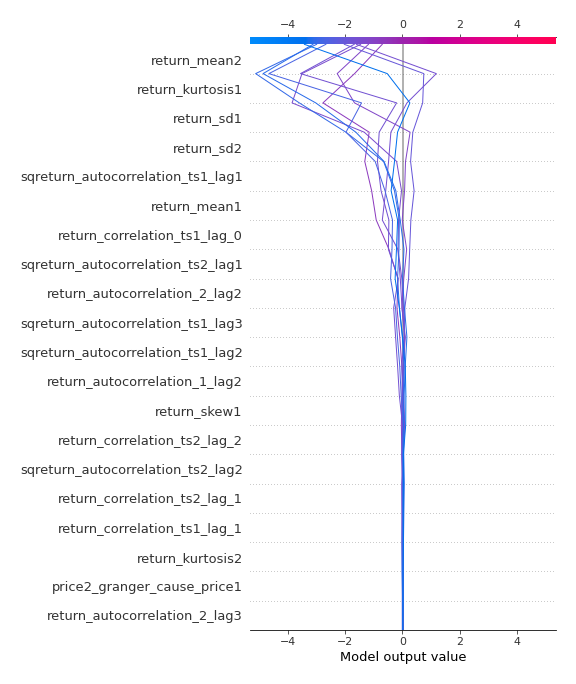 −4 −2 0 2 4
return_mean2
return_kurtosis1
return_sd1
return_sd2
sqreturn_autocorrelation_ts1_lag1
return_mean1
return_correlation_ts1_lag_0
sqreturn_autocorrelation_ts2_lag1
return_autocorrelation_2_lag2
sqreturn_autocorrelation_ts1_lag3
sqreturn_autocorrelation_ts1_lag2
return_autocorrelation_1_lag2
return_skew1
return_correlation_ts2_lag_2
sqreturn_autocorrelation_ts2_lag2
return_correlation_ts2_lag_1
return_correlation_ts1_lag_1
return_kurtosis2
price2_granger_cause_price1
return_autocorrelation_2_lag3
−4 −2 0 2 4
Model output value